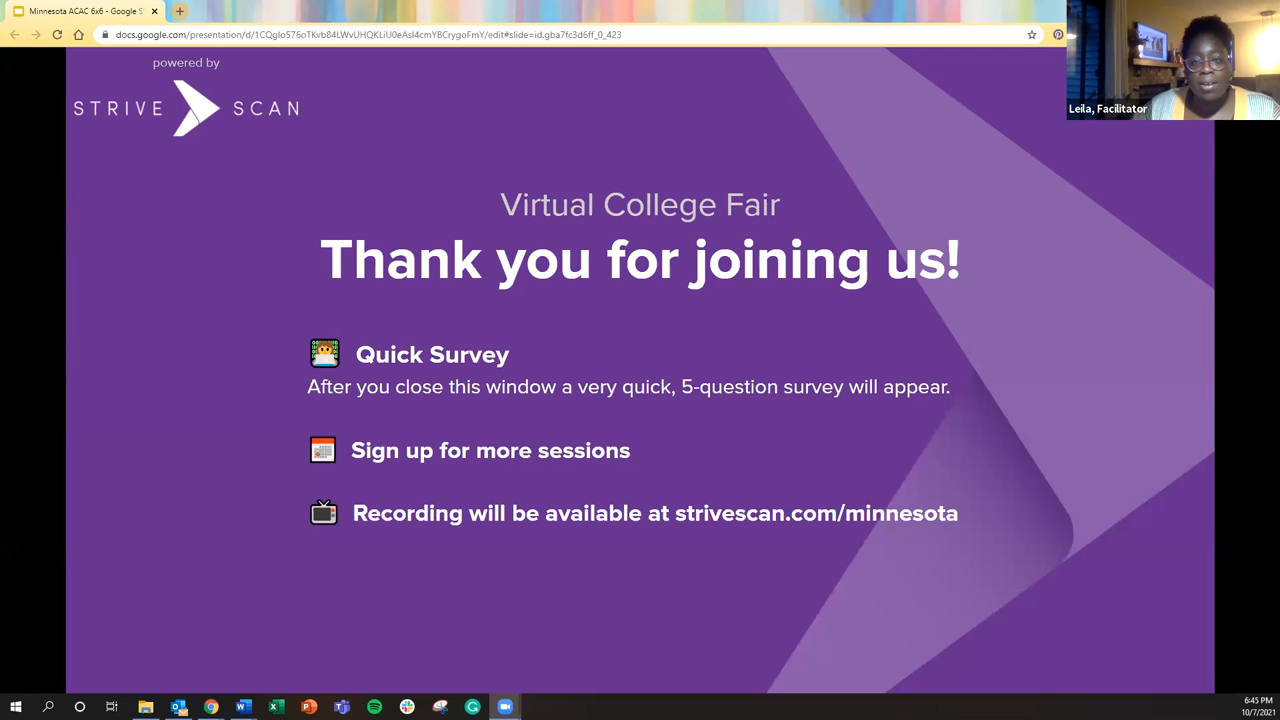 Minnesota ACAC 6x6 - Google S
docs.google.com/presentation/d/1CQglo576oTKvb84LWvUHQKLiU0eAsI4cmYBCrygoFmY/edit#slide=id.gba7fc3d6ff_0_423
Leila, Facilitator
powered by
STRIVE SCAN
Virtual College Fair
Thank you for joining us!
Quick Survey
After you close this window a very quick, 5-question survey will appear.
Sign up for more sessions
Recording will be available at strivescan.com/minnesota
6:45 PM
10/7/2021